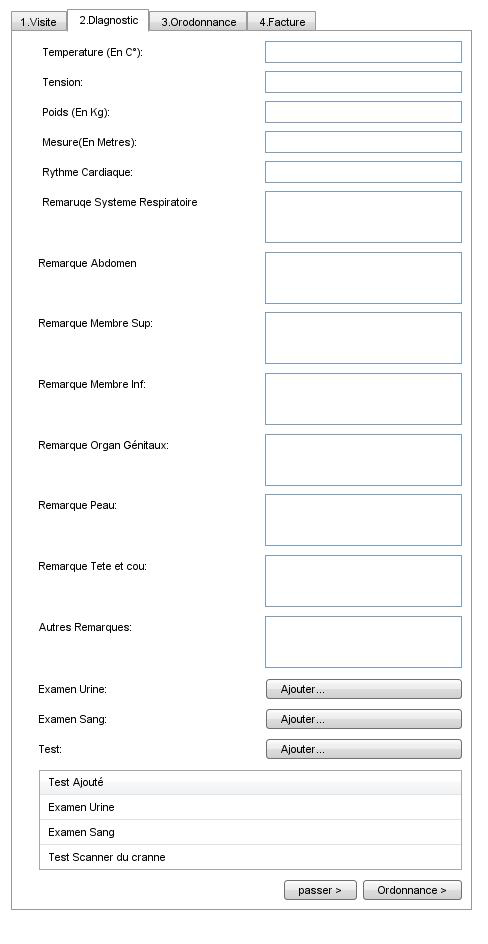 1.Visite 2.DIagnostic 3.Orodonnance 4.Facture
Temperature (En C°):
Tension:
Poids (En Kg):
Mesure(En Metres):
Rythme Cardiaque:
Remaruqe Systeme Respiratoire
Remarque Abdomen
Remarque Membre Sup:
Remarque Membre Inf:
Remarque Organ Génitaux:
Remarque Peau:
Remarque Tete et cou:
Autres Remarques:
Examen Urine: Ajouter...
Examen Sang: Ajouter...
Test: Ajouter...
Test Ajouté
Examen Urine
Examen Sang
Test Scanner du cranne
passer > Ordonnance >